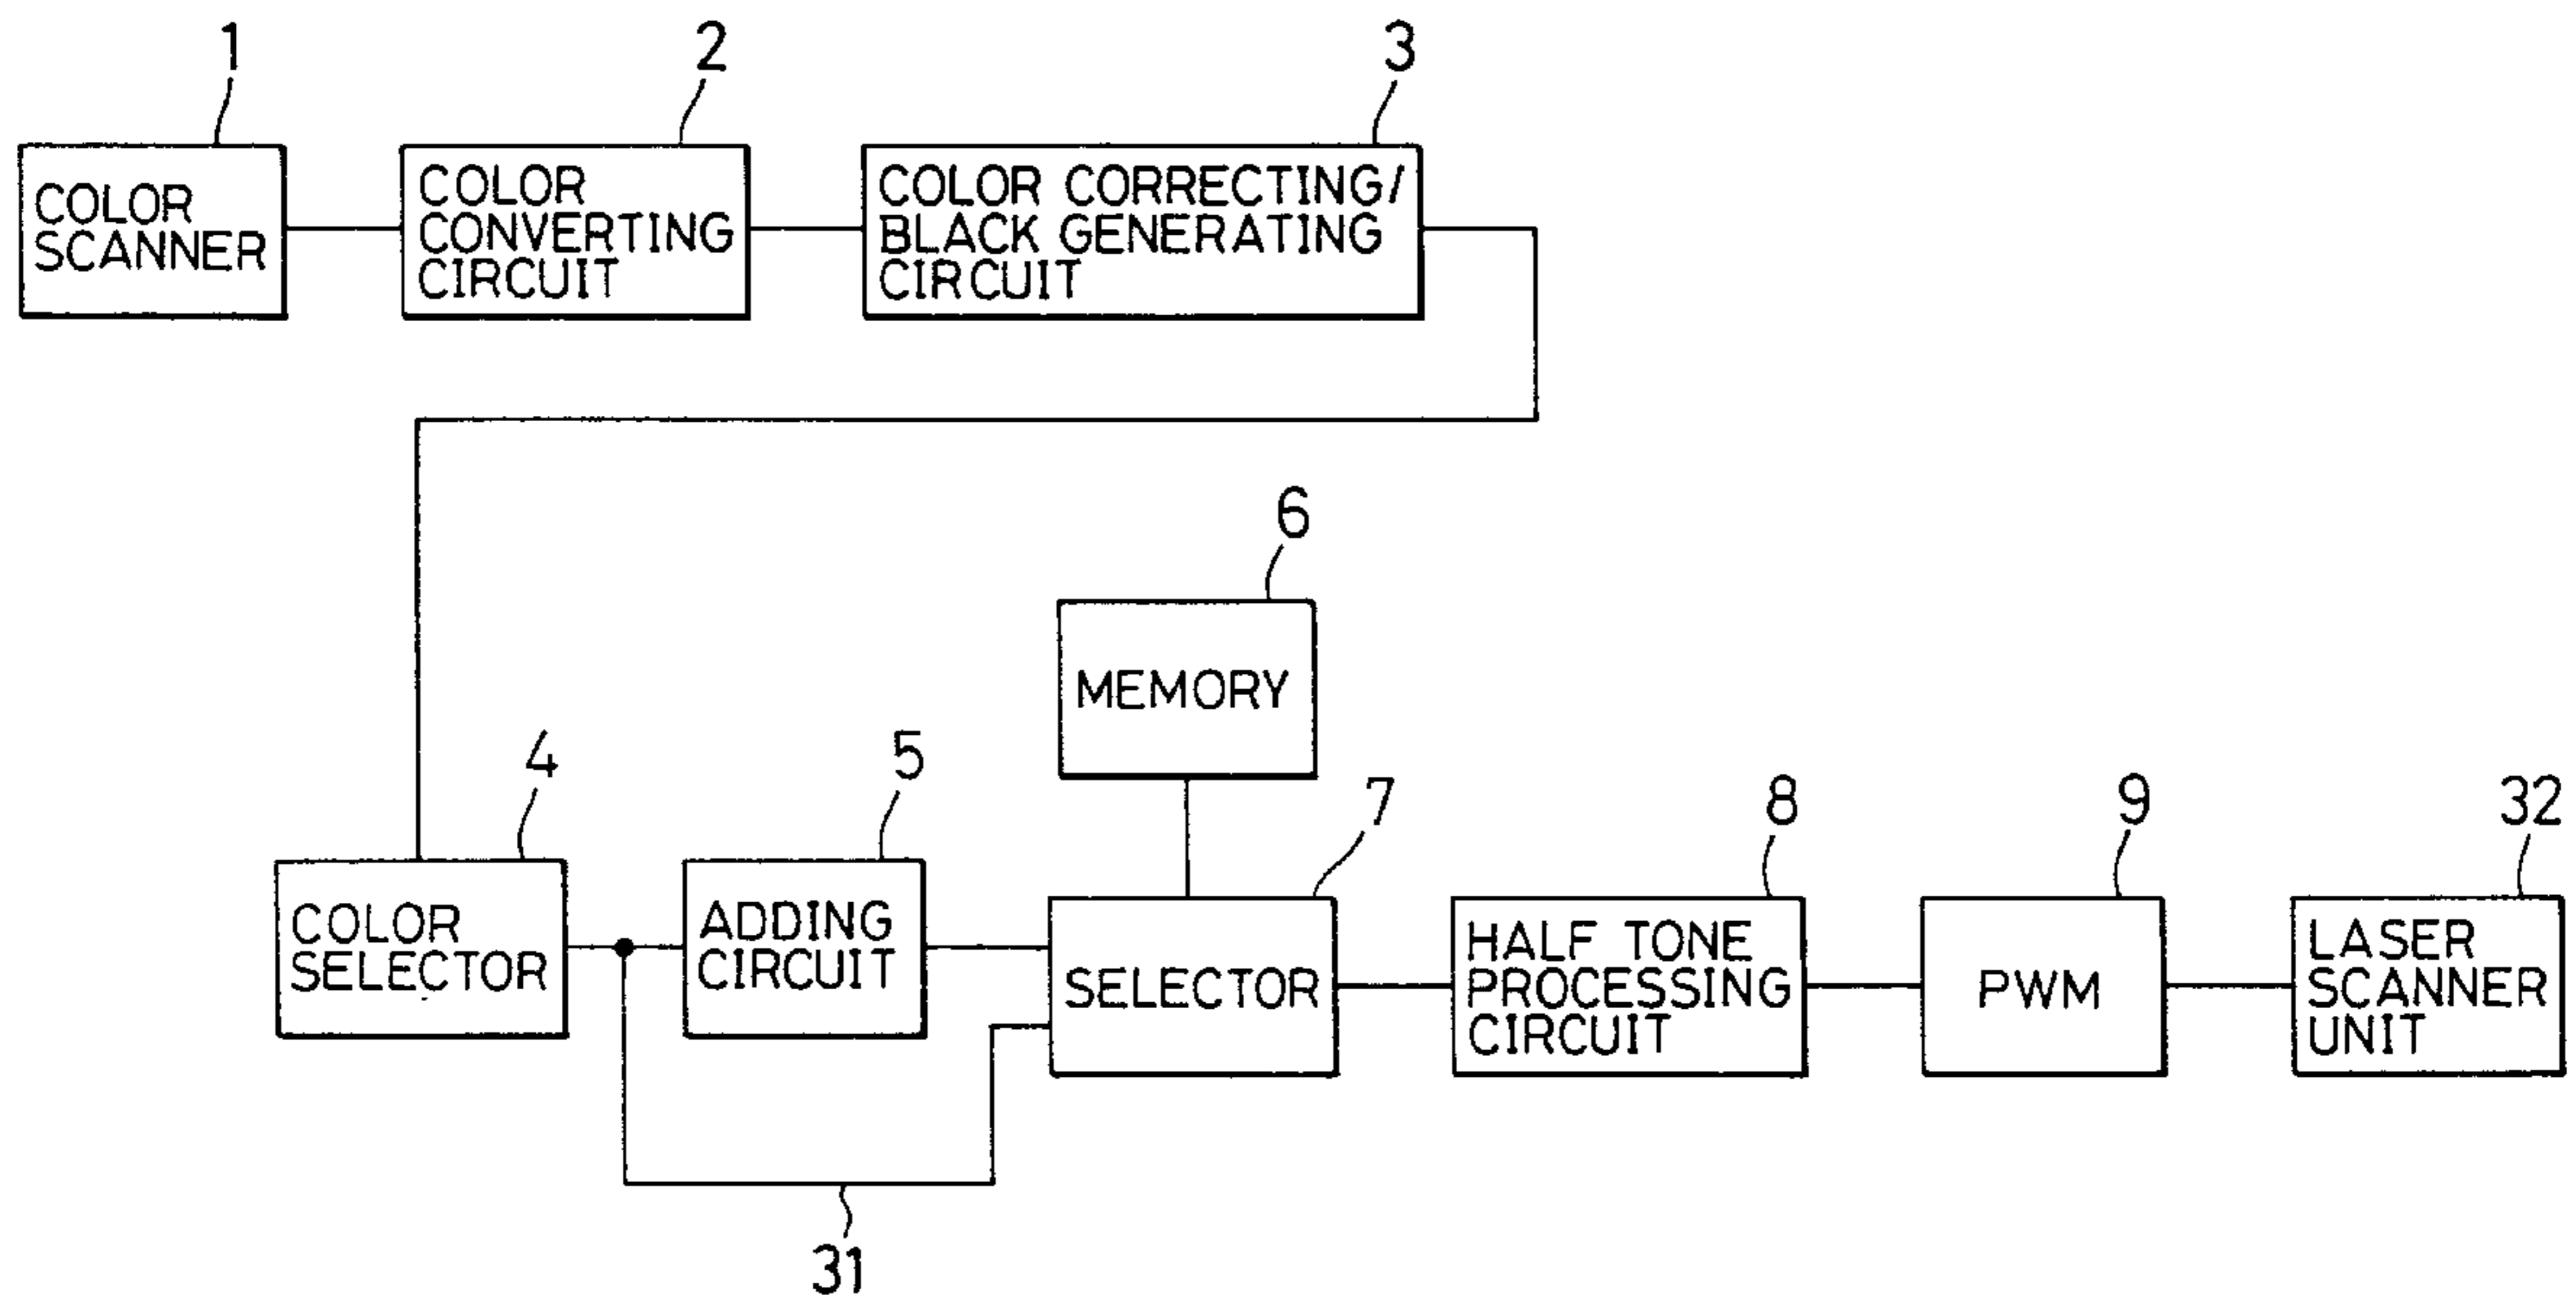 1
2
3
COLOR
SCANNER
COLOR
CONVERTING
CIRCUIT
COLOR CORRECTING/
BLACK GENERATING
CIRCUIT
6
MEMORY
4
5
7
8
9
32
COLOR
SELECTOR
ADDING
CIRCUIT
SELECTOR
HALF TONE
PROCESSING
CIRCUIT
PWM
LASER
SCANNER
UNIT
31